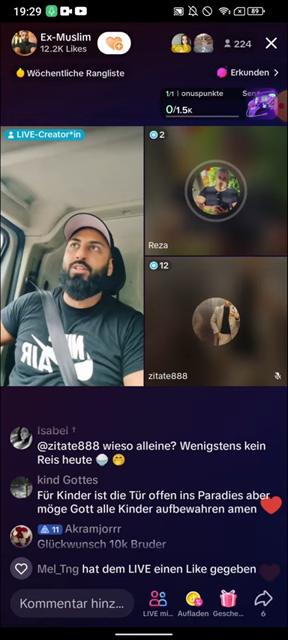 19:29
89
Ex-Muslim
12.2K Likes
224
Wöchentliche Rangliste
Erkunden >
1/1 onuspunkte Sen
0/1.5K
LIVE-Creator*in
2
Reza
12
zitate888
NIKE
AIR
Isabel †
@zitate888 wieso alleine? Wenigstens kein
Reis heute 🍚 🤭
kind Gottes
Für Kinder ist die Tür offen ins Paradies aber
möge Gott alle Kinder aufbewahren amen
11 Akramjorrr
Glückwunsch 10k Bruder
Mel_Tng hat dem LIVE einen Like gegeben
Kommentar hinz...
LIVE mi...
Aufladen
Gesche...
6